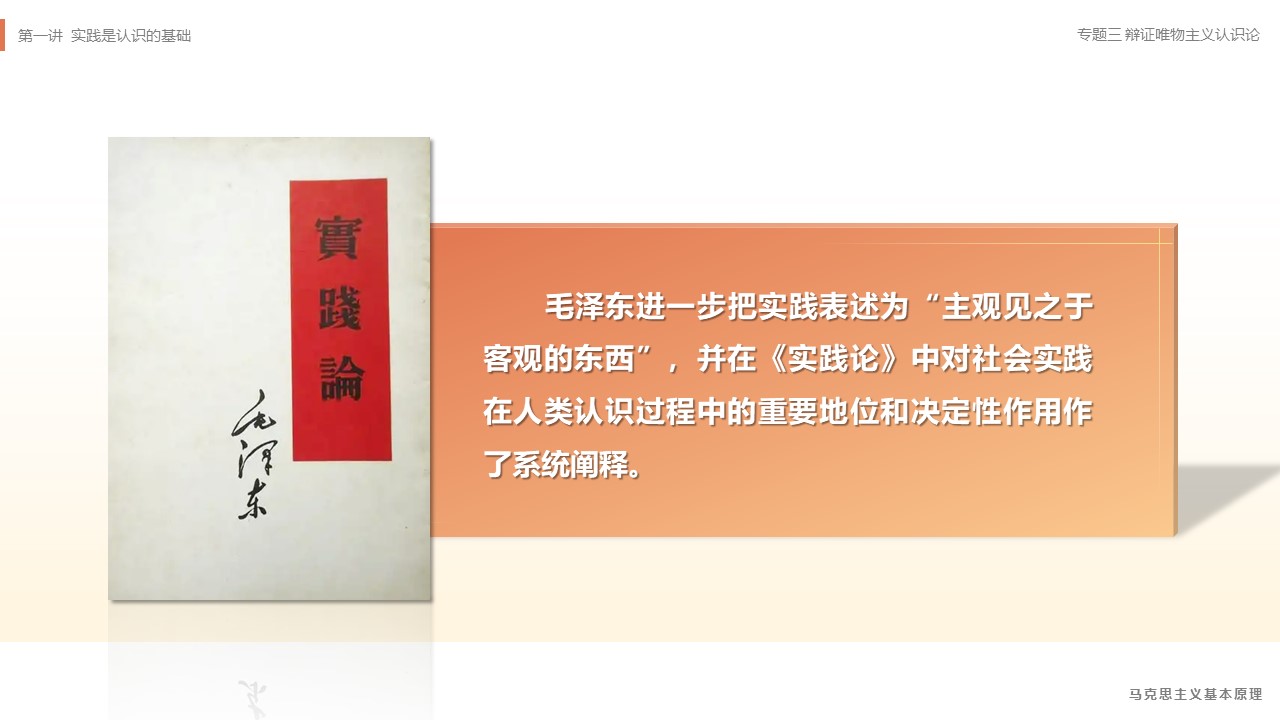 第一讲 实践是认识的基础
专题三 辩证唯物主义认识论
實
踐
論
毛泽东
毛泽东进一步把实践表述为“主观见之于
客观的东西”，并在《实践论》中对社会实践
在人类认识过程中的重要地位和决定性作用作
了系统阐释。
马克思主义基本原理